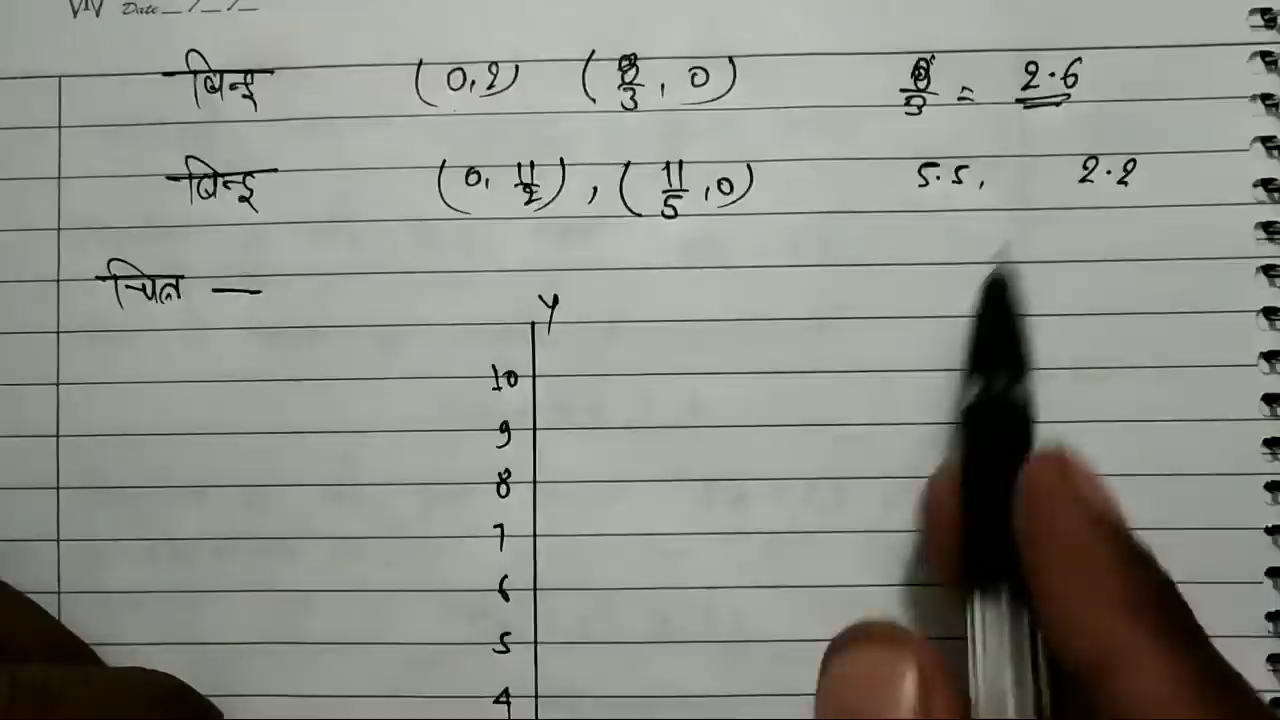 Date _/_/_
बिन्दु (0,2) (8/3, 0) 8/3 = 2.6
बिन्दु (0, 11/2), (11/5, 0) 5.5, 2.2
चित्र —
Y
10
9
8
7
6
5
4